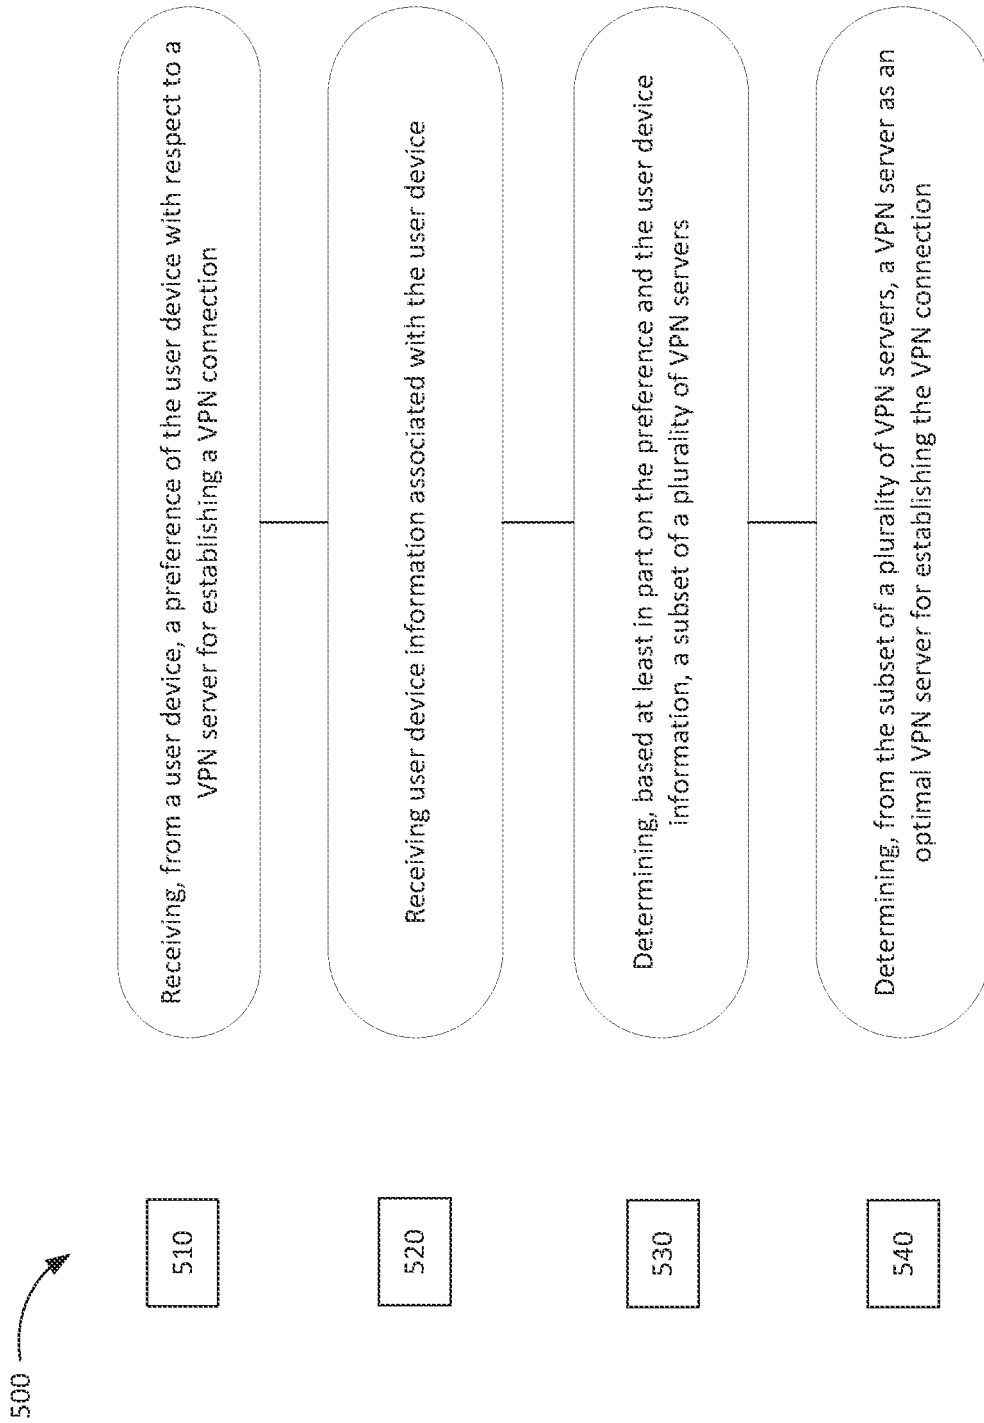 500
510
Receiving, from a user device, a preference of the user device with respect to a
VPN server for establishing a VPN connection
520
Receiving user device information associated with the user device
530
Determining, based at least in part on the preference and the user device
information, a subset of a plurality of VPN servers
540
Determining, from the subset of a plurality of VPN servers, a VPN server as an
optimal VPN server for establishing the VPN connection